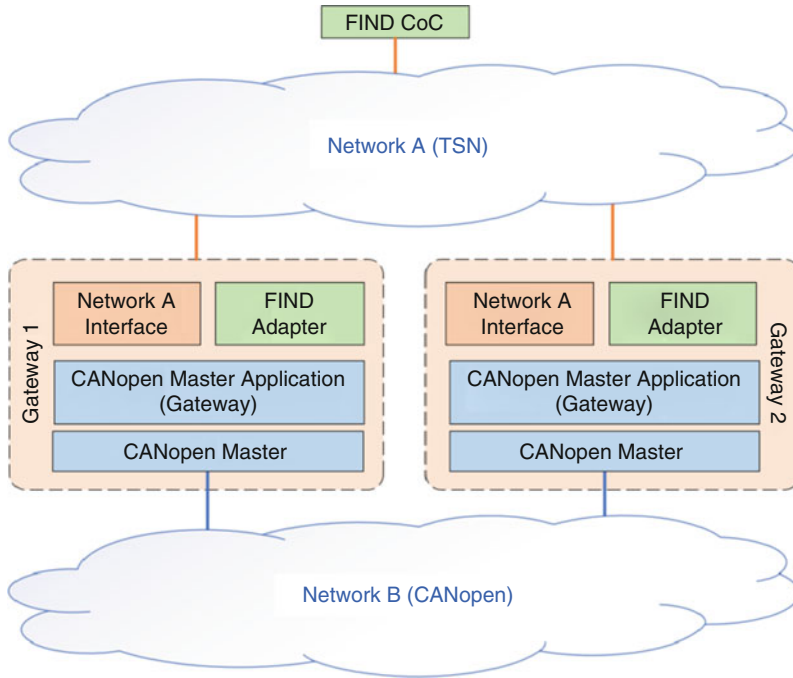 FIND CoC
Network A (TSN)
Gateway 1
Network A
Interface
FIND
Adapter
CANopen Master Application
(Gateway)
CANopen Master
Network A
Interface
FIND
Adapter
CANopen Master Application
(Gateway)
CANopen Master
Gateway 2
Network B (CANopen)